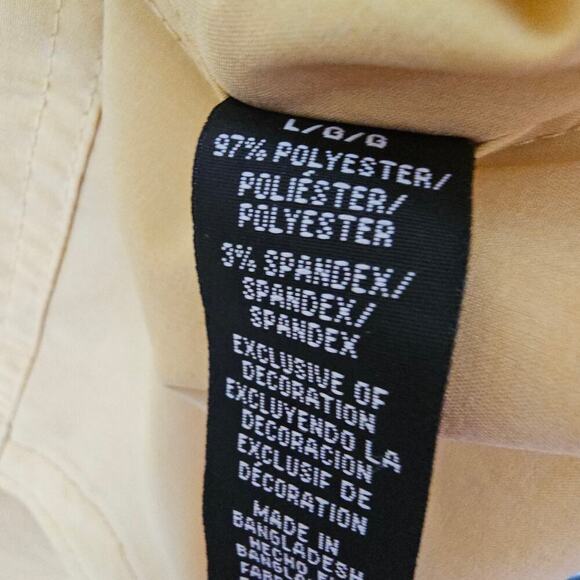 L/G/G
97% POLYESTER/
POLIÉSTER/
POLYESTER
3% SPANDEX/
SPANDEX/
SPANDEX
EXCLUSIVE OF
DECORATION
EXCLUYENDO LA
DECORACION
EXCLUSIF DE
DÉCORATION
MADE IN
BANGLADESH
HECHO